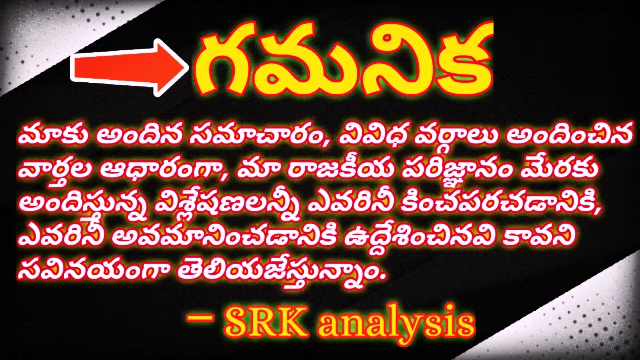 గమనిక
మాకు అందిన సమాచారం, వివిధ వర్గాలు అందించిన
వార్తల ఆధారంగా, మా రాజకీయ పరిజ్ఞానం మేరకు
అందిస్తున్న విశ్లేషణలన్నీ ఎవరినీ కించపరచడానికి,
ఎవరినీ అవమానించడానికి ఉద్దేశించినవి కావని
సవినయంగా తెలియజేస్తున్నాం.
– SRK analysis